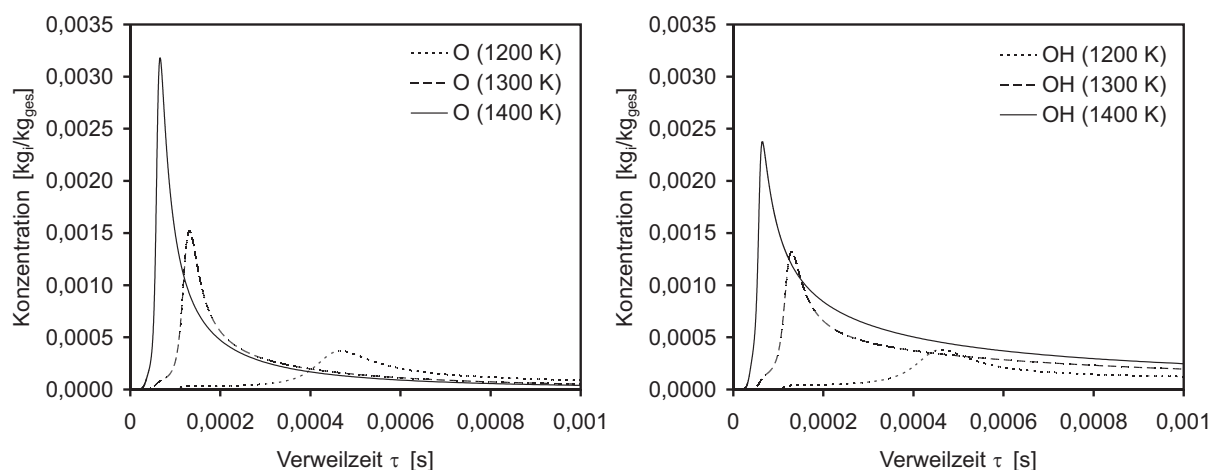 Konzentration [kgᵢ/kg_ges]
0,0035
0,0030
0,0025
0,0020
0,0015
0,0010
0,0005
0,0000
O (1200 K)
O (1300 K)
O (1400 K)
0
0,0002
0,0004
0,0006
0,0008
0,001
Verweilzeit τ [s]
Konzentration [kgᵢ/kg_ges]
0,0035
0,0030
0,0025
0,0020
0,0015
0,0010
0,0005
0,0000
OH (1200 K)
OH (1300 K)
OH (1400 K)
0
0,0002
0,0004
0,0006
0,0008
0,001
Verweilzeit τ [s]